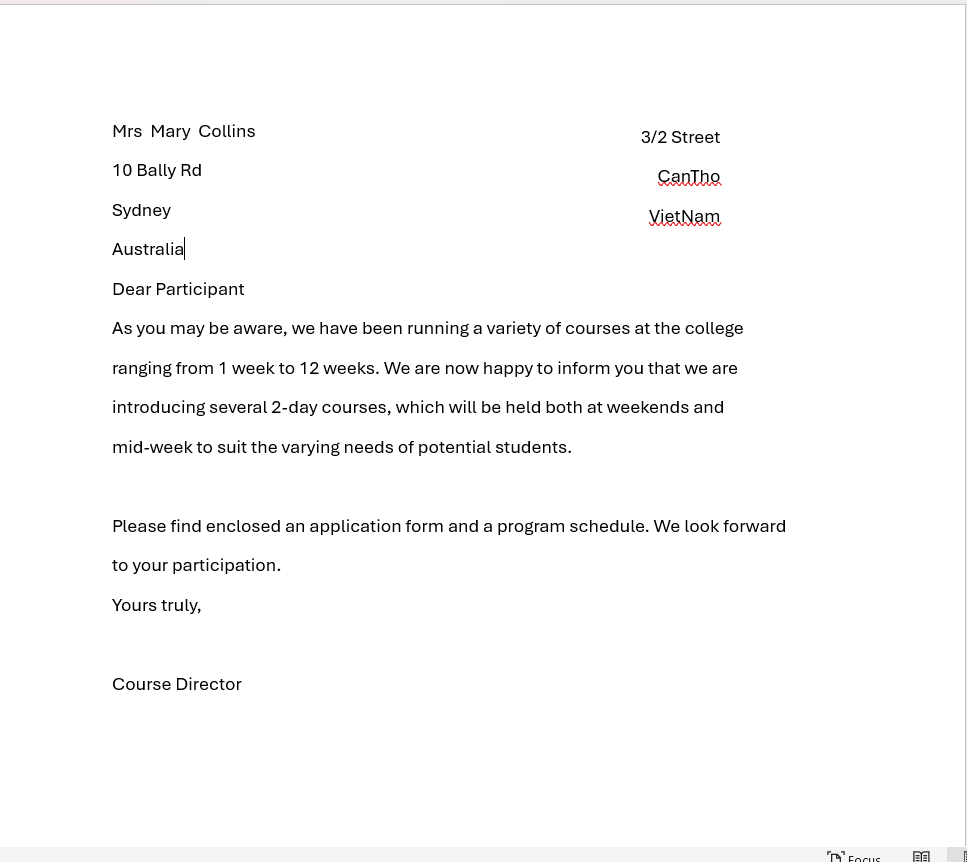 Mrs Mary Collins
3/2 Street
10 Bally Rd
CanTho
Sydney
VietNam
Australia
Dear Participant
As you may be aware, we have been running a variety of courses at the college
ranging from 1 week to 12 weeks. We are now happy to inform you that we are
introducing several 2-day courses, which will be held both at weekends and
mid-week to suit the varying needs of potential students.
Please find enclosed an application form and a program schedule. We look forward
to your participation.
Yours truly,
Course Director
Focus